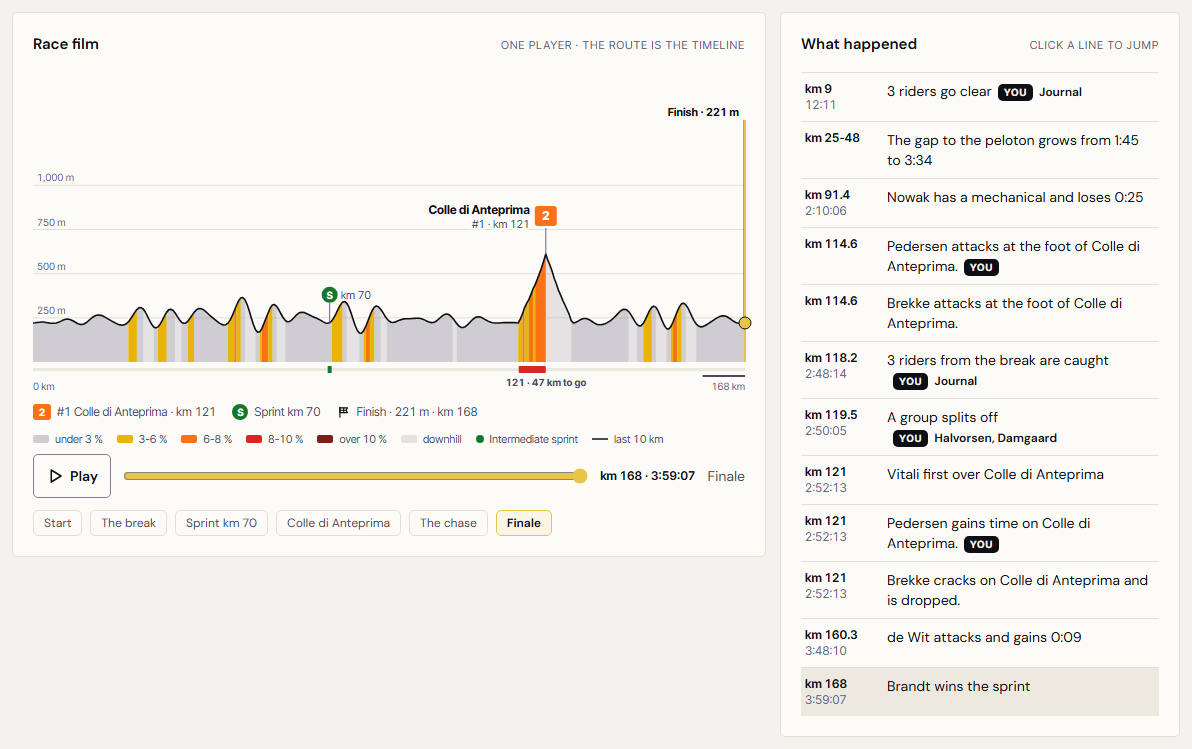 Race film
ONE PLAYER · THE ROUTE IS THE TIMELINE
Finish · 221 m
1,000 m
750 m
500 m
250 m
Colle di Anteprima
#1 · km 121
2
S
km 70
121 · 47 km to go
0 km
168 km
2 #1 Colle di Anteprima · km 121
S Sprint km 70
Finish · 221 m · km 168
under 3 %
3-6 %
6-8 %
8-10 %
over 10 %
downhill
Intermediate sprint
last 10 km
Play
km 168 · 3:59:07
Finale
Start
The break
Sprint km 70
Colle di Anteprima
The chase
Finale
What happened
CLICK A LINE TO JUMP
km 9
12:11
3 riders go clear YOU Journal
km 25-48
The gap to the peloton grows from 1:45
to 3:34
km 91.4
2:10:06
Nowak has a mechanical and loses 0:25
km 114.6
Pedersen attacks at the foot of Colle di
Anteprima. YOU
km 114.6
Brekke attacks at the foot of Colle di
Anteprima.
km 118.2
2:48:14
3 riders from the break are caught
YOU Journal
km 119.5
2:50:05
A group splits off
YOU Halvorsen, Damgaard
km 121
2:52:13
Vitali first over Colle di Anteprima
km 121
2:52:13
Pedersen gains time on Colle di
Anteprima. YOU
km 121
2:52:13
Brekke cracks on Colle di Anteprima and
is dropped.
km 160.3
3:48:10
de Wit attacks and gains 0:09
km 168
3:59:07
Brandt wins the sprint